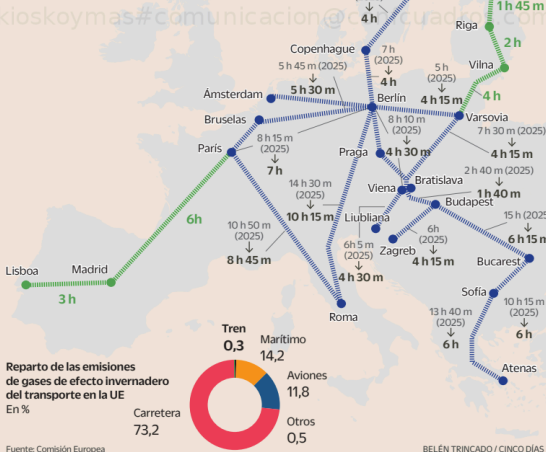 kioskoymas#comunicacion@c
cuadros.com
4 h
1 h 45 m
Riga
2 h
Copenhague
7 h
(2025)
4 h
Vilna
5 h 45 m (2025)
5 h 30 m
5 h
(2025)
4 h 15 m
4 h
Ámsterdam
Berlín
Bruselas
Varsovia
8 h 10 m
(2025)
4 h 30 m
7 h 30 m (2025)
4 h 15 m
París
8 h 15 m
(2025)
7 h
Praga
2 h 40 m (2025)
1 h 40 m
14 h 30 m
(2025)
10 h 15 m
Viena
Bratislava
Budapest
6h
Liubliana
10 h 50 m
(2025)
8 h 45 m
6h 5 m
(2025)
4 h 30 m
Zagreb
6h
(2025)
4 h 15 m
15 h (2025)
6 h 15 m
Bucarest
Lisboa
Madrid
3 h
Roma
Sofía
10 h 15 m
(2025)
6 h
13 h 40 m
(2025)
6 h
Atenas
Reparto de las emisiones
de gases de efecto invernadero
del transporte en la UE
En %
Tren
0,3
Marítimo
14,2
Aviones
11,8
Otros
0,5
Carretera
73,2
Fuente: Comisión Europea
BELÉN TRINCADO / CINCO DÍAS